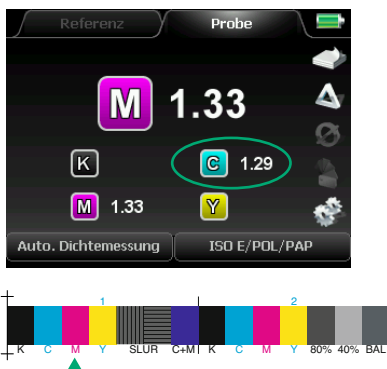 Referenz Probe
M 1.33
K C 1.29
M 1.33 Y
Auto. Dichtemessung ISO E/POL/PAP
1 2
K C M Y SLUR C+M K C M Y 80% 40% BAL